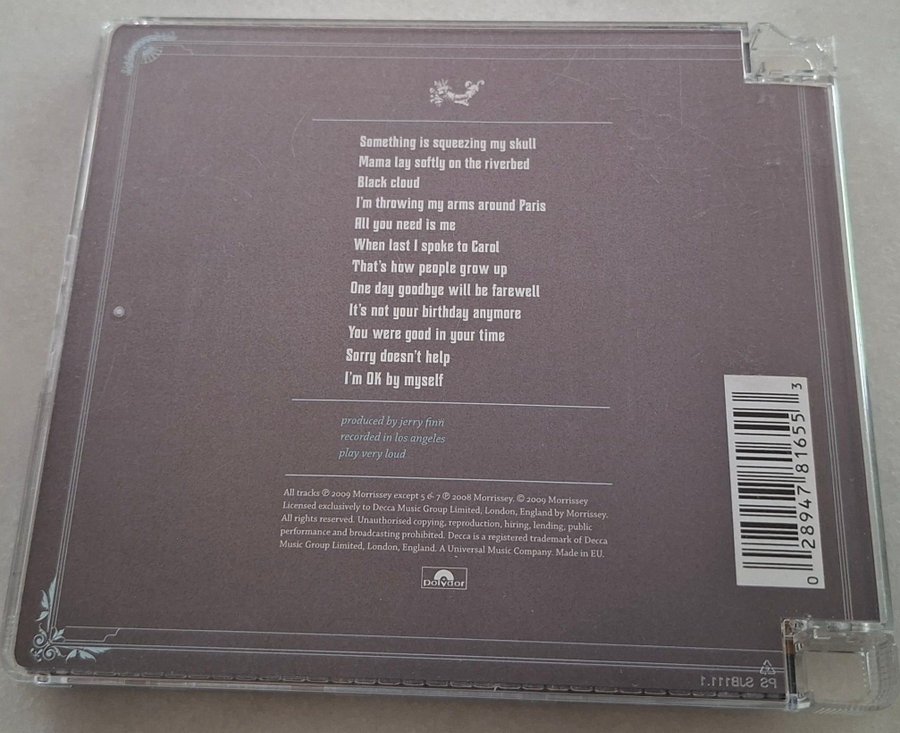 Something is squeezing my skull
Mama lay softly on the riverbed
Black cloud
I'm throwing my arms around Paris
All you need is me
When last I spoke to Carol
That's how people grow up
One day goodbye will be farewell
It's not your birthday anymore
You were good in your time
Sorry doesn't help
I'm OK by myself
produced by jerry finn
recorded in los angeles
play very loud
All tracks ℗ 2009 Morrissey except 5 & 7 ℗ 2008 Morrissey. © 2009 Morrissey
Licensed exclusively to Decca Music Group Limited, London, England by Morrissey.
All rights reserved. Unauthorised copying, reproduction, hiring, lending, public
performance and broadcasting prohibited. Decca is a registered trademark of Decca
Music Group Limited, London, England. A Universal Music Company. Made in EU.
Polydor
0 28947 81655 3
PS SJB111.1